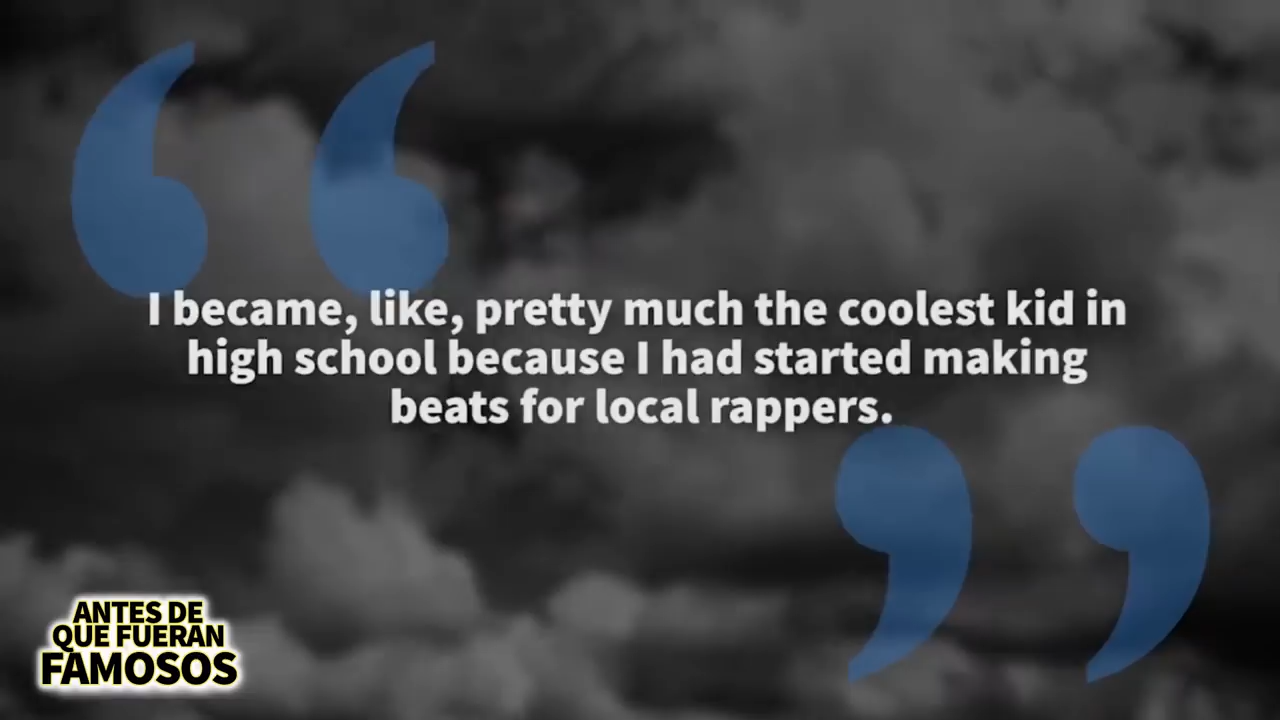 I became, like, pretty much the coolest kid in
high school because I had started making
beats for local rappers.
ANTES DE
QUE FUERAN
FAMOSOS